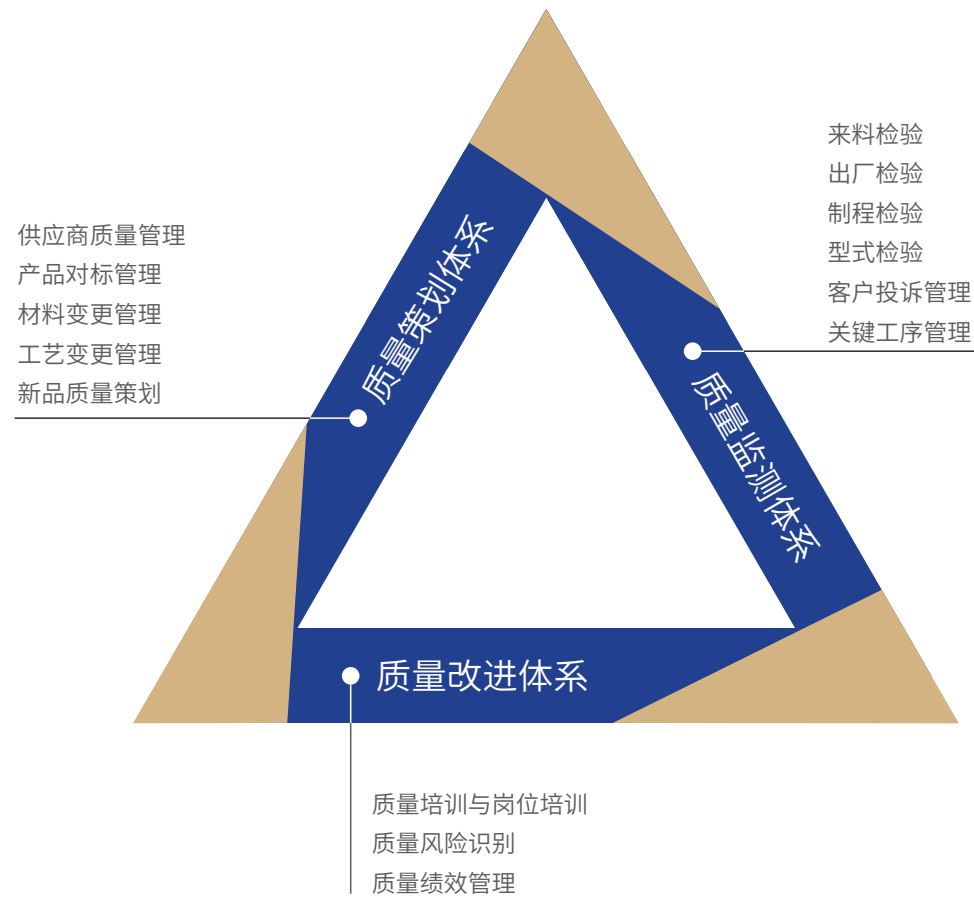 供应商质量管理
产品对标管理
材料变更管理
工艺变更管理
新品质量策划
质量策划体系
来料检验
出厂检验
制程检验
型式检验
客户投诉管理
关键工序管理
质量监测体系
质量改进体系
质量培训与岗位培训
质量风险识别
质量绩效管理